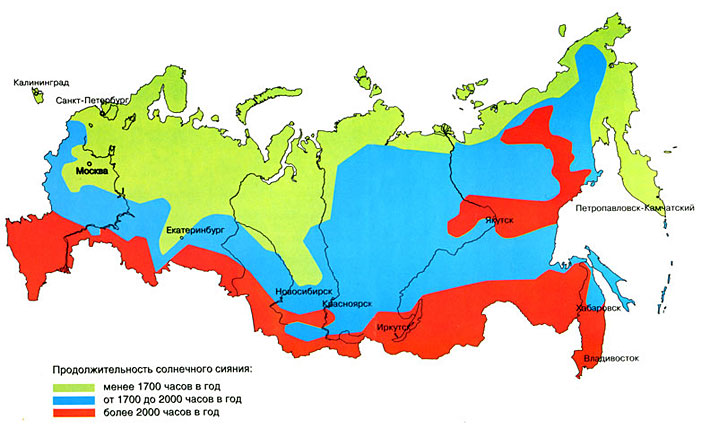 Калининград
Санкт-Петербург
Москва
Петропавловск-Камчатский
Якутск
Екатеринбург
Новосибирск
Красноярск
Хабаровск
Иркутск
Владивосток
Продолжительность солнечного сияния:
менее 1700 часов в год
от 1700 до 2000 часов в год
более 2000 часов в год